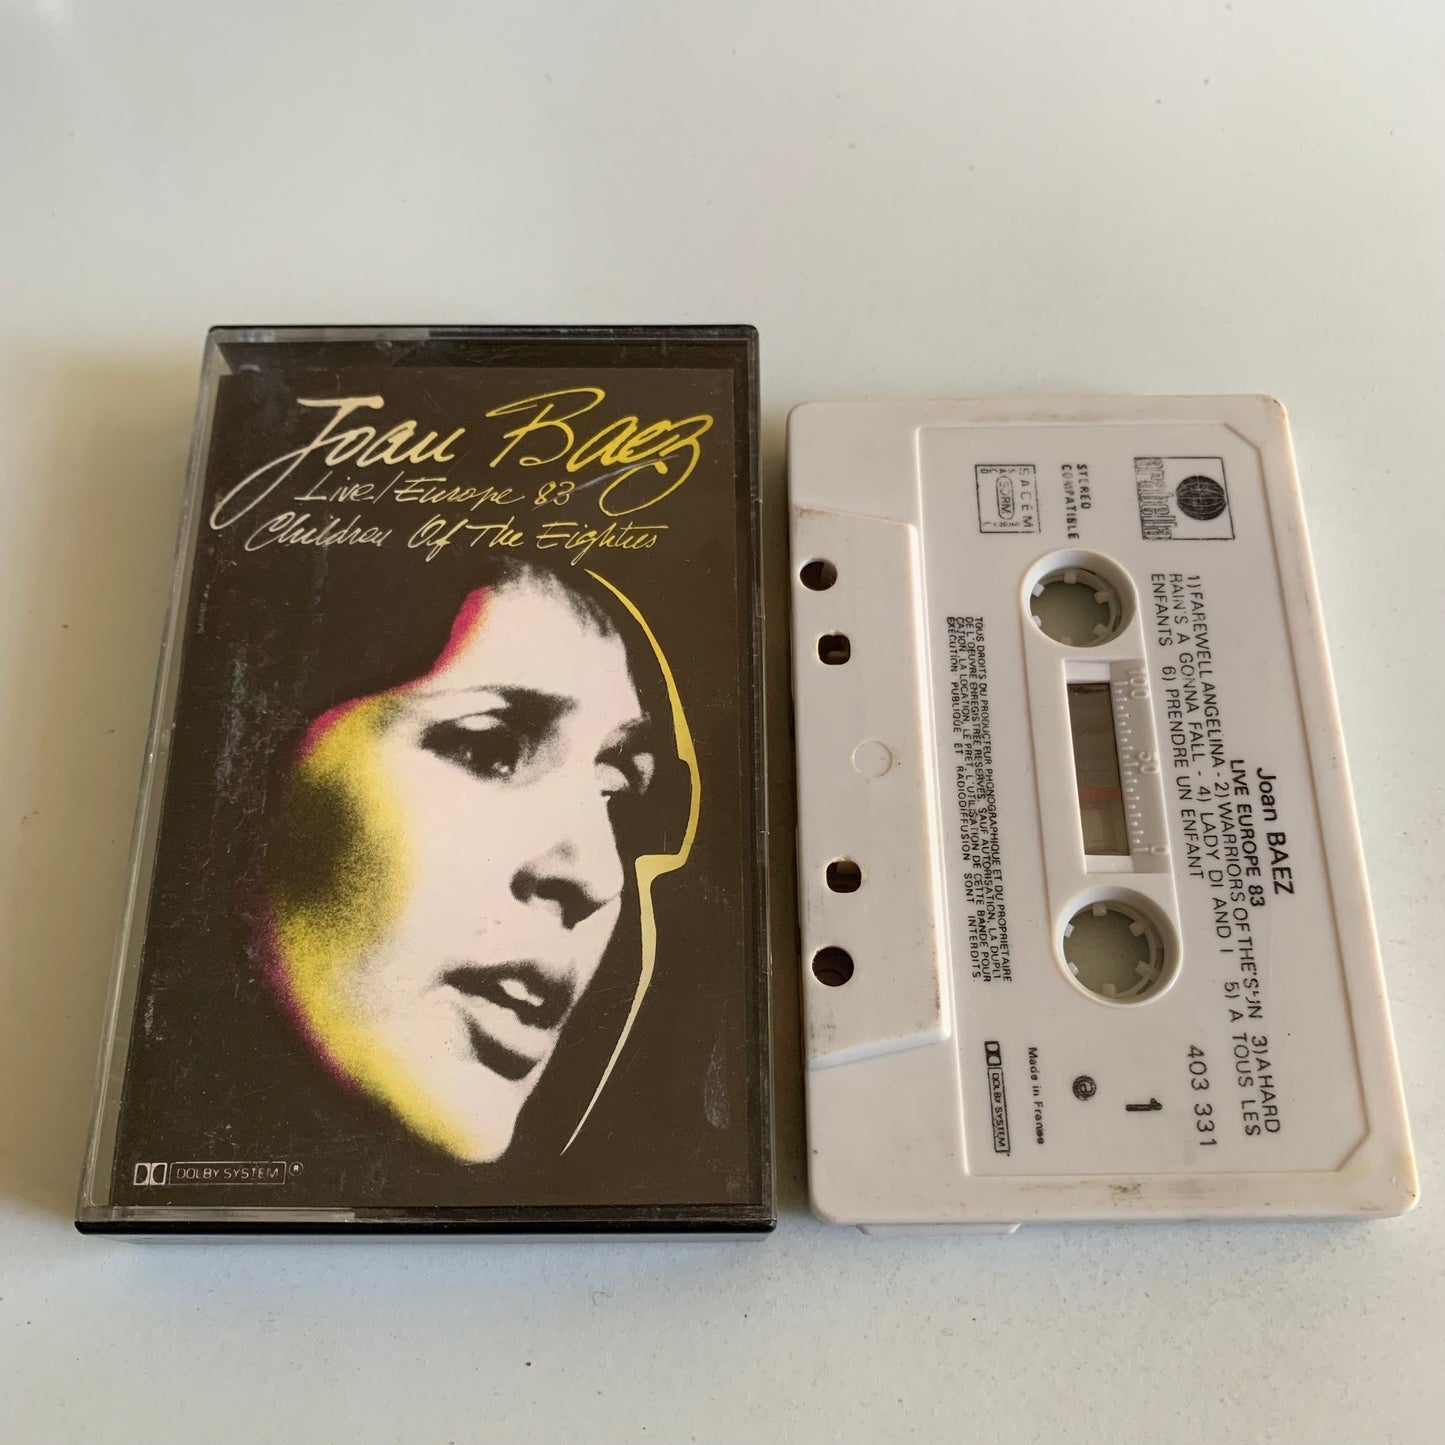 Joan Baez
Live/Europe 83
Children Of The Eighties
DOLBY SYSTEM ®
Joan BAEZ
LIVE EUROPE 83
1) FAREWELL ANGELINA - 2) WARRIORS OF THE SUN 3) A HARD
RAIN'S A GONNA FALL - 4) LADY DI AND I 5) A TOUS LES
ENFANTS 6) PRENDRE UN ENFANT
403 331
1
STEREO
COMPATIBLE
SACEM
SDRM
100 50 0
Made in France
DOLBY SYSTEM
TOUS DROITS DU PRODUCTEUR PHONOGRAPHIQUE ET DU PROPRIETAIRE
DE L'OEUVRE ENREGISTREE RESERVES. SAUF AUTORISATION, LA DUPLI
CATION, LA LOCATION, LE PRET, L'UTILISATION DE CETTE BANDE POUR
EXECUTION PUBLIQUE ET RADIODIFFUSION SONT INTERDITS